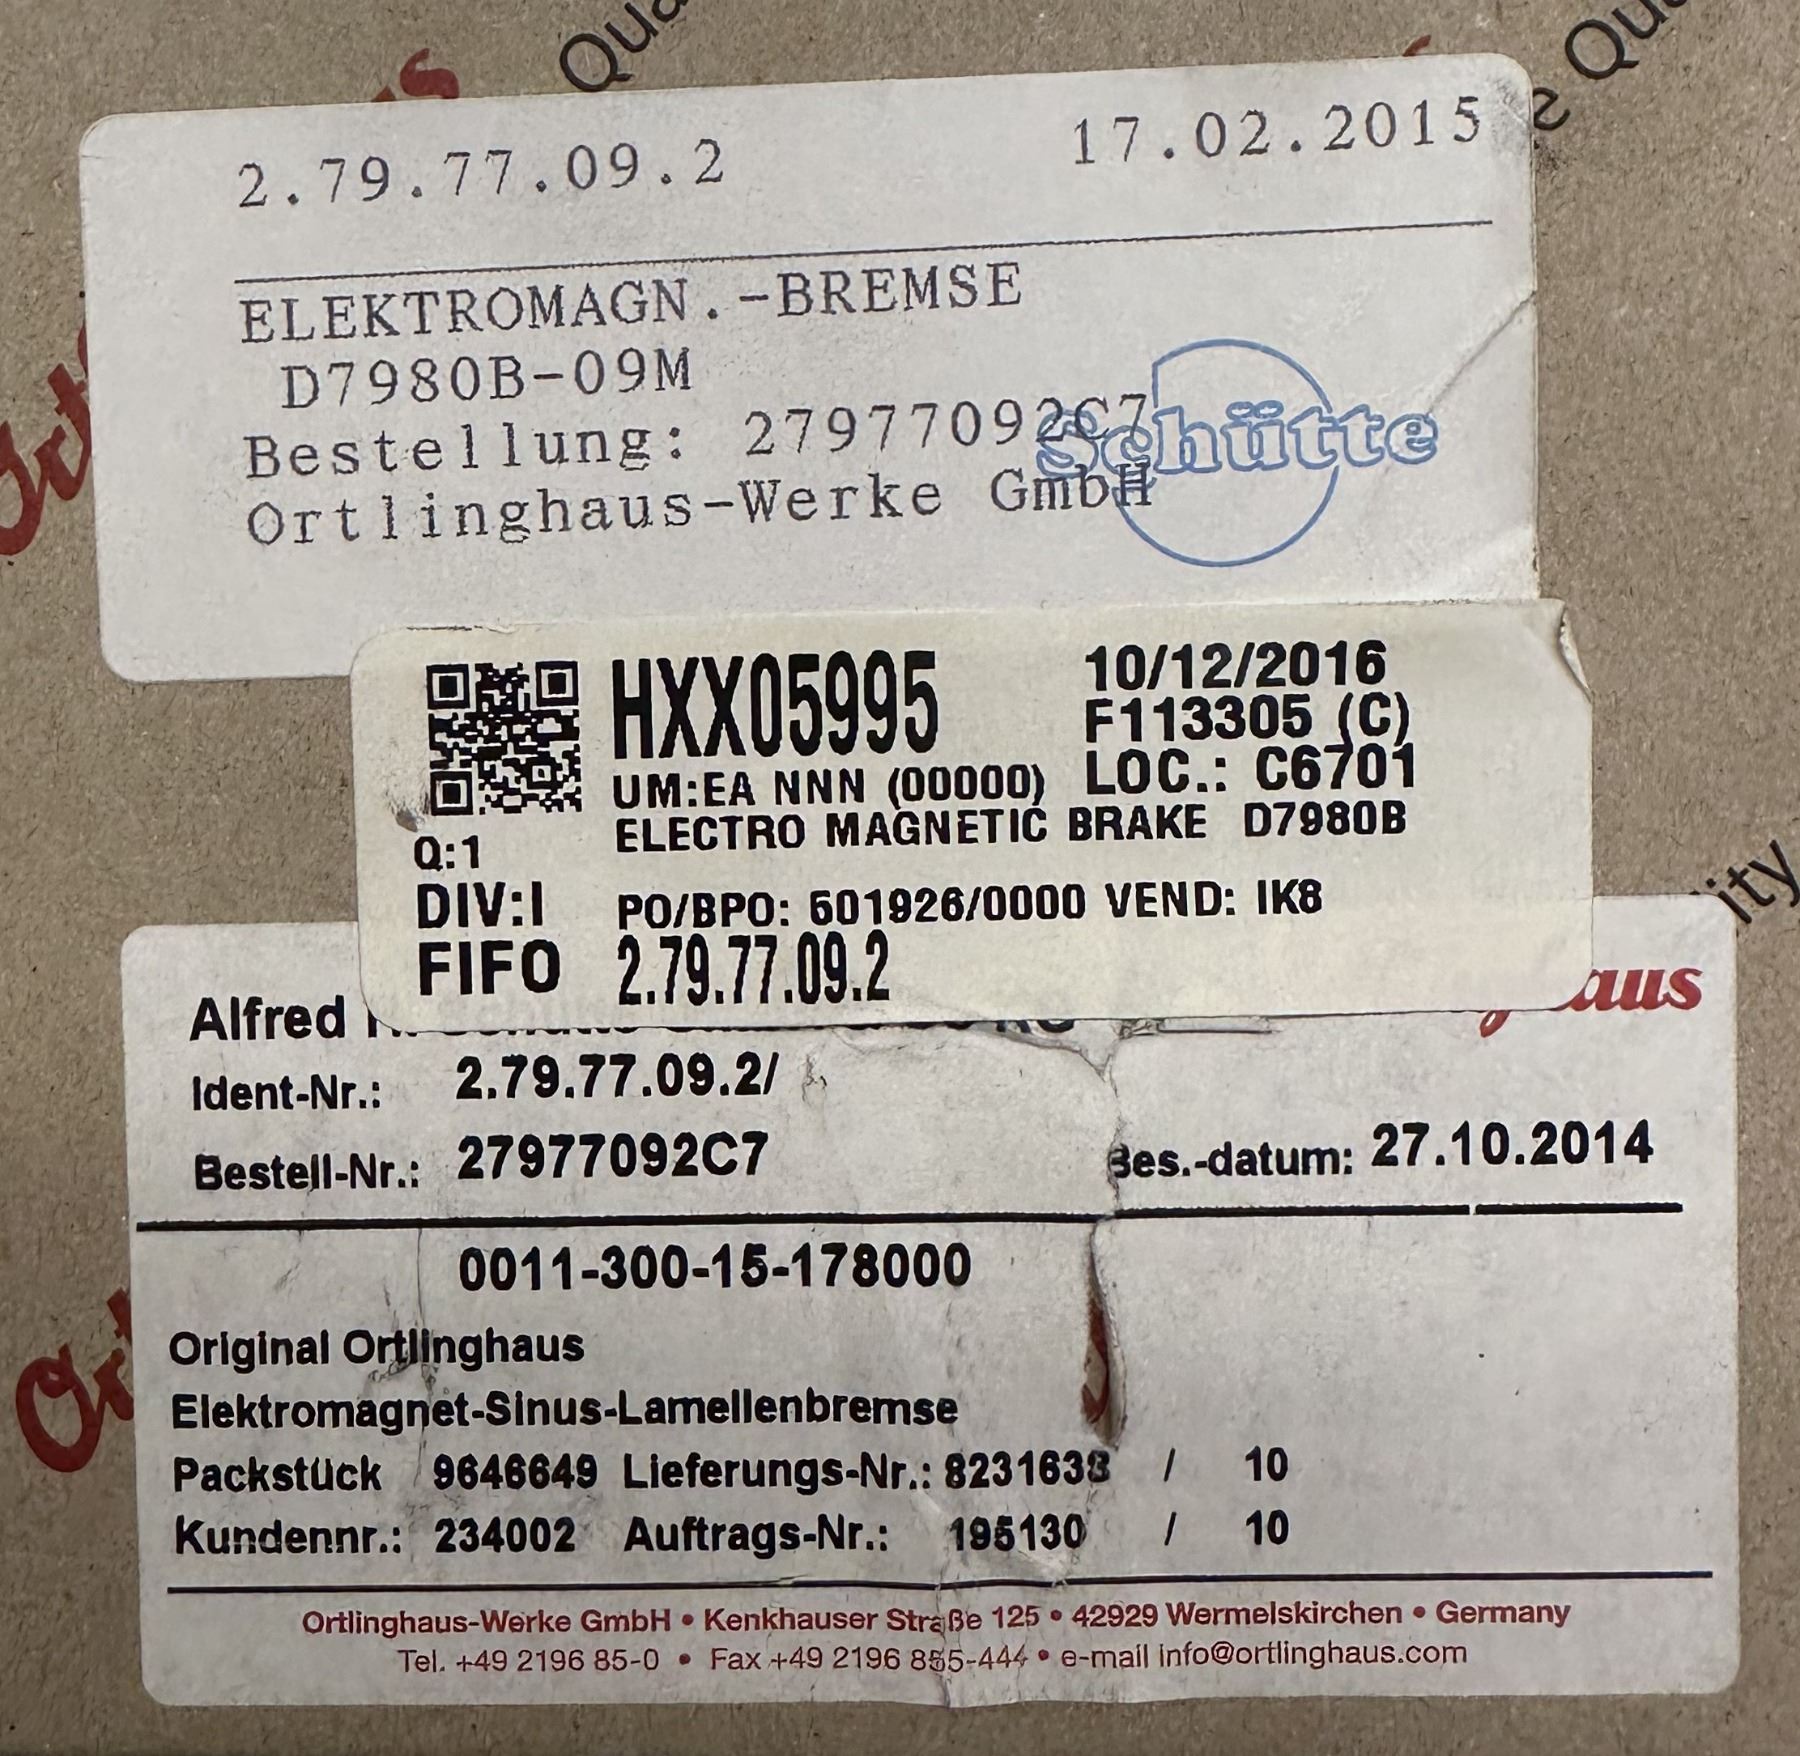 2.79.77.09.2 17.02.2015
ELEKTROMAGN.-BREMSE
D7980B-09M
Bestellung: 27977092C7
Schütte
Ortlinghaus-Werke GmbH
HXX05995 10/12/2016
F113305 (C)
UM:EA NNN (00000) LOC.: C6701
ELECTRO MAGNETIC BRAKE D7980B
Q:1
DIV:I PO/BPO: 501926/0000 VEND: IK8
FIFO 2.79.77.09.2
Alfred
Ident-Nr.: 2.79.77.09.2/
Bestell-Nr.: 27977092C7 Bes.-datum: 27.10.2014
0011-300-15-178000
Original Ortlinghaus
Elektromagnet-Sinus-Lamellenbremse
Packstück 9646649 Lieferungs-Nr.: 8231638 / 10
Kundennr.: 234002 Auftrags-Nr.: 195130 / 10
Ortlinghaus-Werke GmbH • Kenkhauser Straße 125 • 42929 Wermelskirchen • Germany
Tel. +49 2196 85-0 • Fax +49 2196 855-444 • e-mail info@ortlinghaus.com